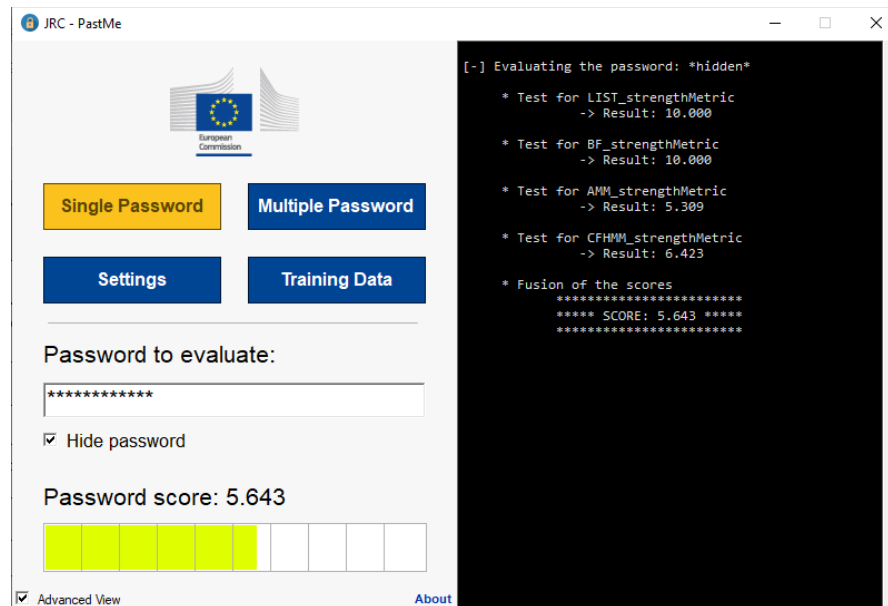 JRC - PastMe
European
Commission
Single Password
Multiple Password
Settings
Training Data
Password to evaluate:
************
Hide password
Password score: 5.643
Advanced View
About
[-] Evaluating the password: *hidden*
* Test for LIST_strengthMetric
-> Result: 10.000
* Test for BF_strengthMetric
-> Result: 10.000
* Test for AMM_strengthMetric
-> Result: 5.309
* Test for CFHMM_strengthMetric
-> Result: 6.423
* Fusion of the scores
************************
***** SCORE: 5.643 *****
************************